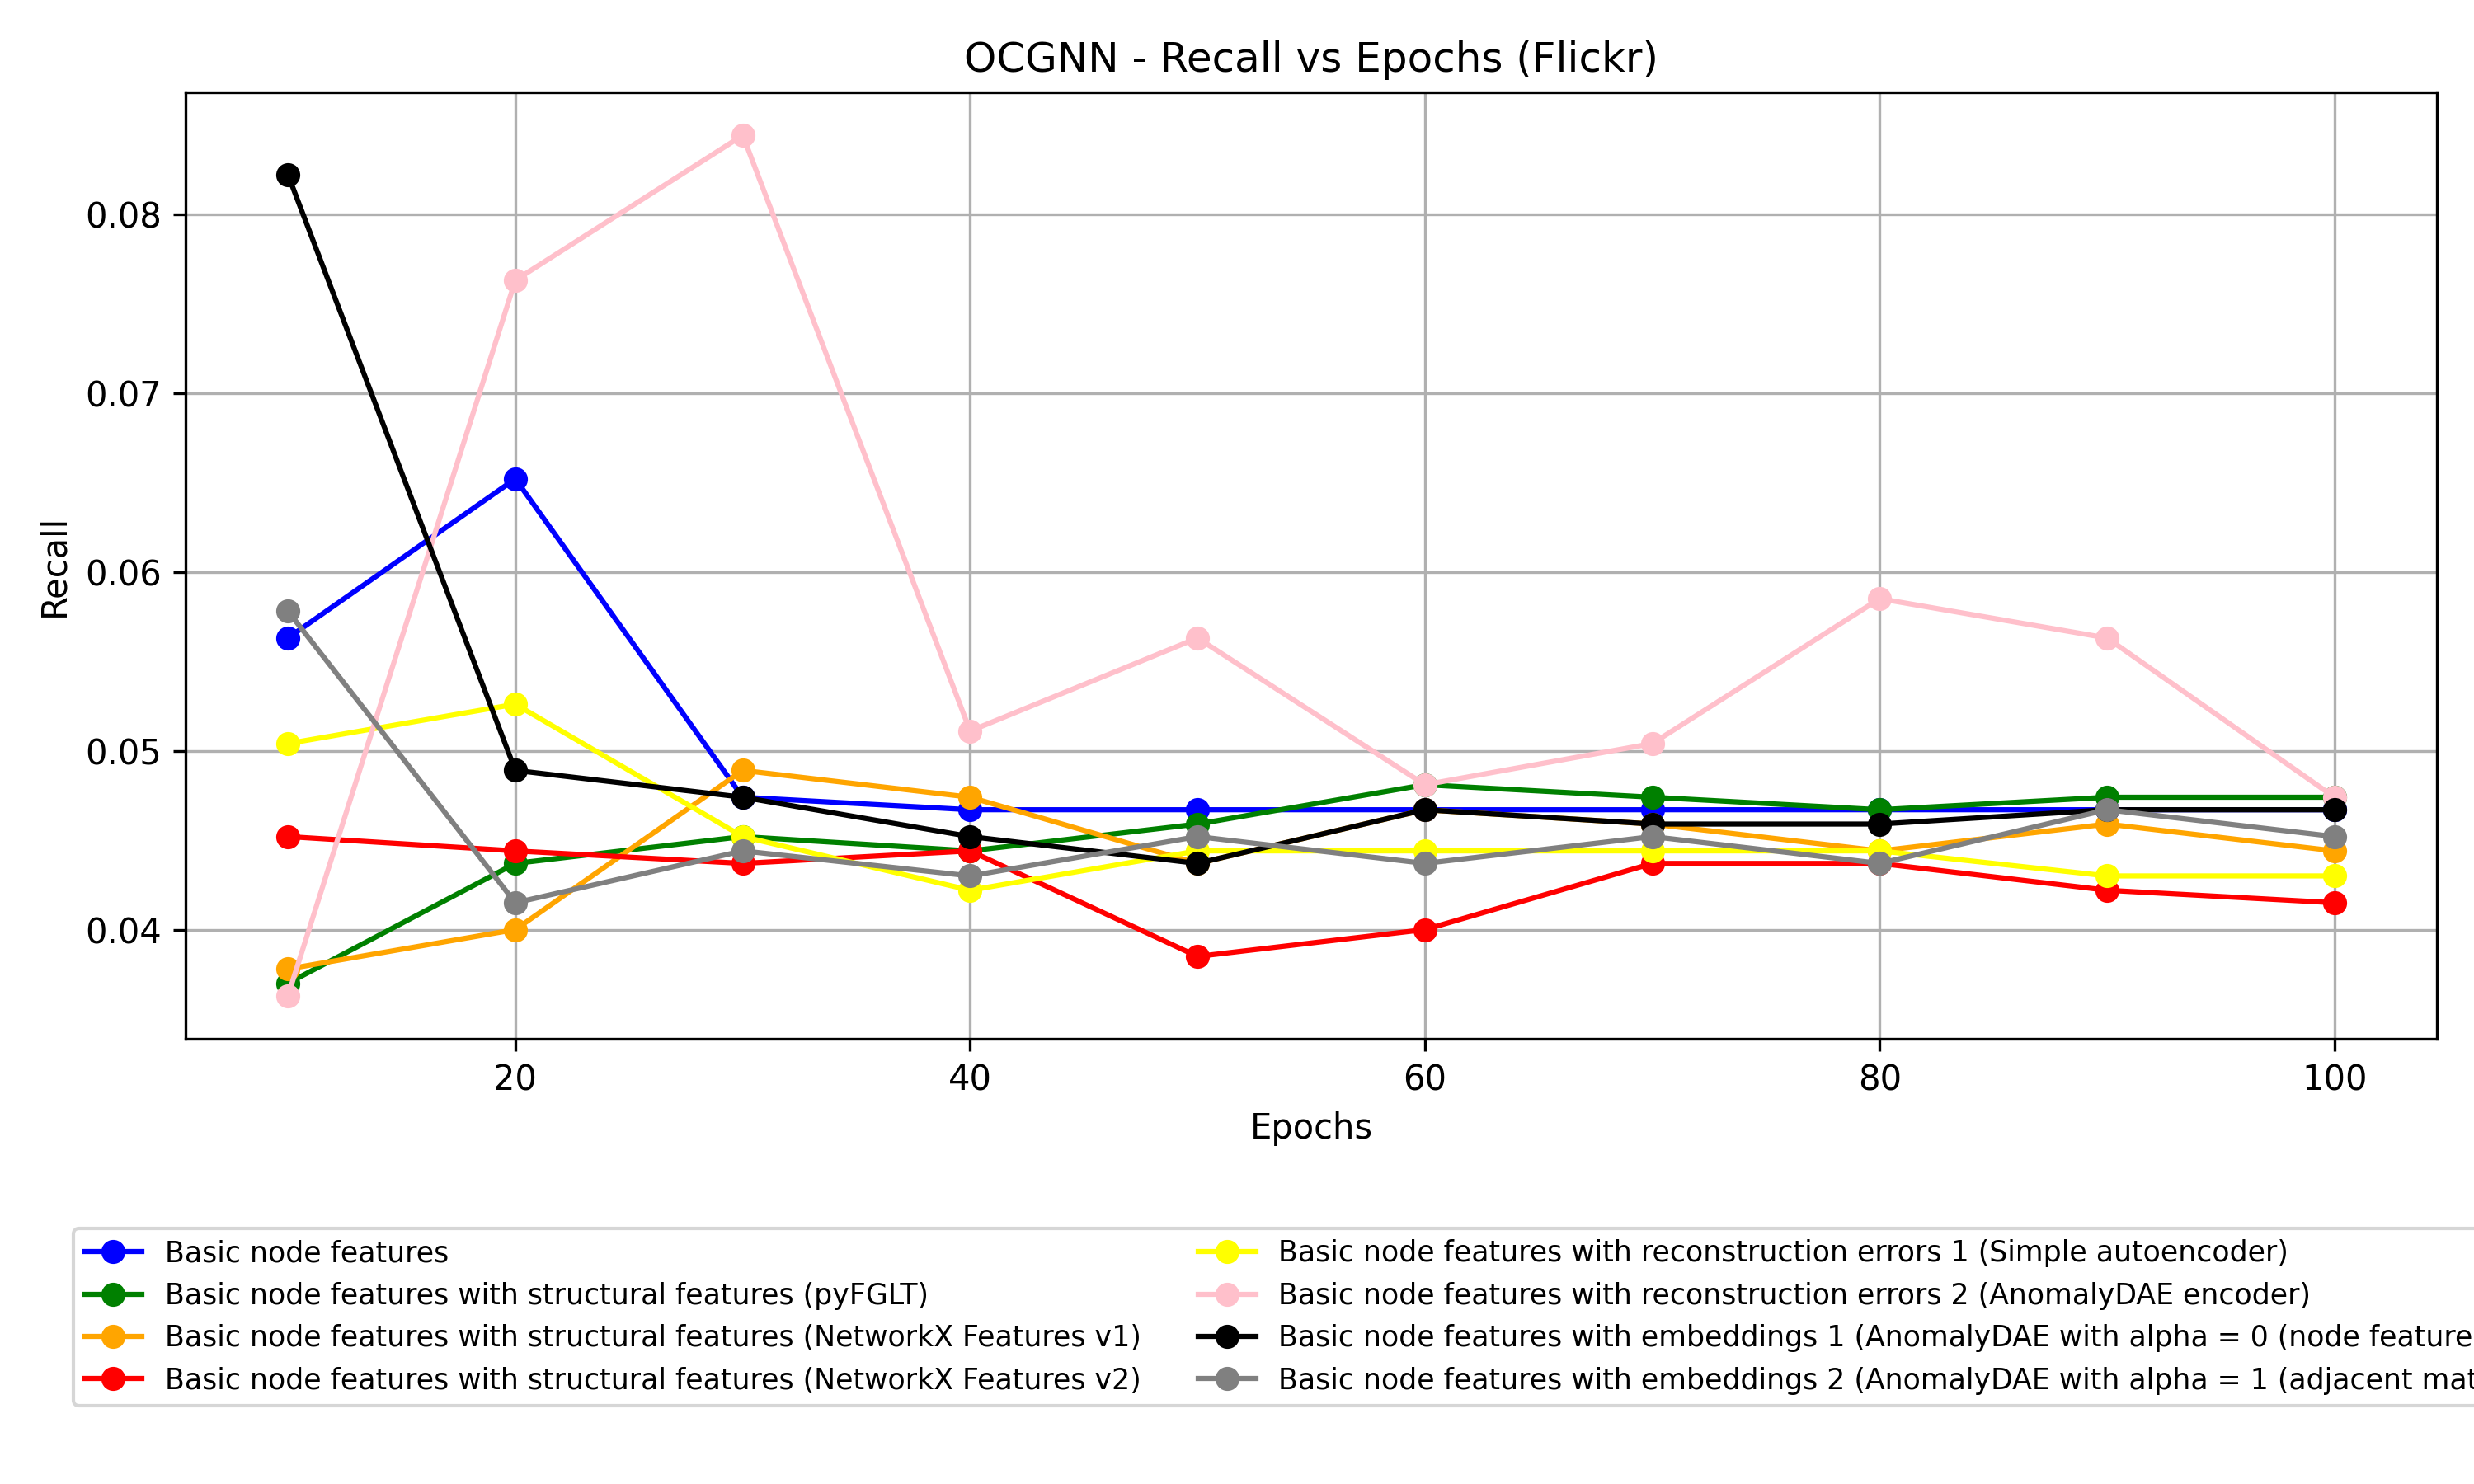 OCGNN - Recall vs Epochs (Flickr)
0.08
0.07
0.06
0.05
0.04
Recall
20 40 60 80 100
Epochs
Basic node features
Basic node features with structural features (pyFGLT)
Basic node features with structural features (NetworkX Features v1)
Basic node features with structural features (NetworkX Features v2)
Basic node features with reconstruction errors 1 (Simple autoencoder)
Basic node features with reconstruction errors 2 (AnomalyDAE encoder)
Basic node features with embeddings 1 (AnomalyDAE with alpha = 0 (node feature
Basic node features with embeddings 2 (AnomalyDAE with alpha = 1 (adjacent mat